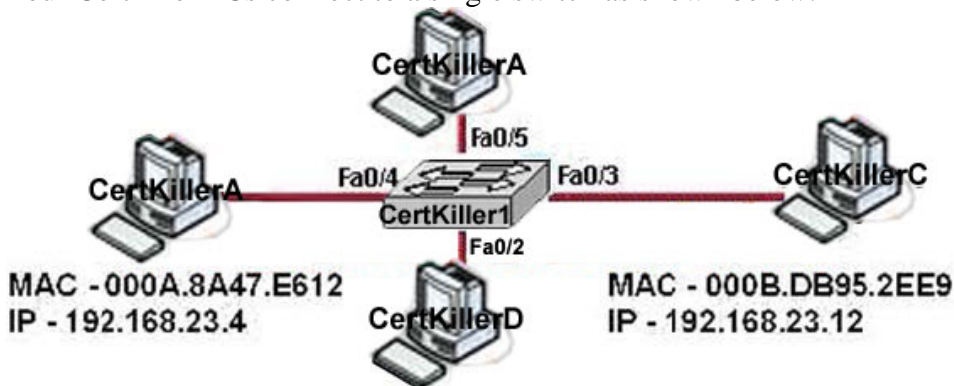 CertKillerA
Fa0/5
Fa0/4
Fa0/3
CertKillerA
CertKillerC
CertKiller1
Fa0/2
MAC - 000A.8A47.E612
IP - 192.168.23.4
MAC - 000B.DB95.2EE9
IP - 192.168.23.12
CertKillerD